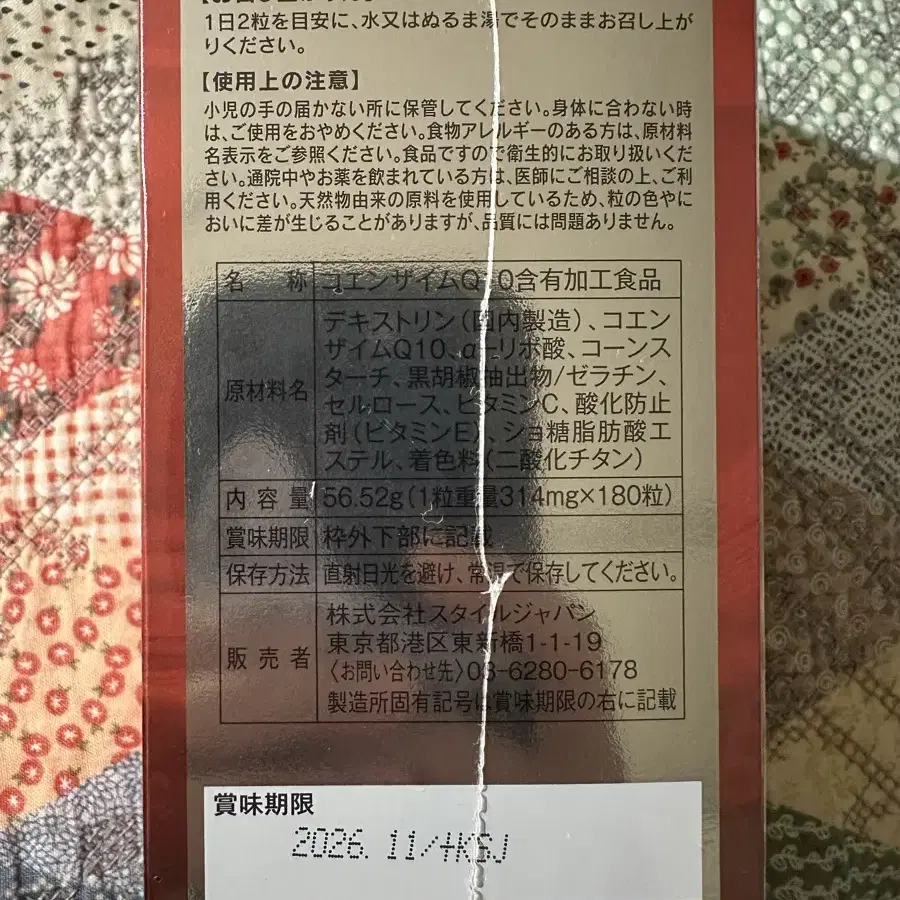 1日2粒を目安に、水又はぬるま湯でそのままお召し上が
りください。
【使用上の注意】
小児の手の届かない所に保管してください。身体に合わない時
は、ご使用をおやめください。食物アレルギーのある方は、原材料
名表示をご参照ください。食品ですので衛生的にお取り扱いくだ
さい。通院中やお薬を飲まれている方は、医師にご相談の上、ご利
用ください。天然物由来の原料を使用しているため、粒の色やに
おいに差が生じることがありますが、品質には問題ありません。
名 称 コエンザイムQ10含有加工食品
原材料名
デキストリン(国内製造)、コエン
ザイムQ10、α-リポ酸、コーンス
ターチ、黒胡椒抽出物/ゼラチン、
セルロース、ビタミンC、酸化防止
剤(ビタミンE)、ショ糖脂肪酸エ
ステル、着色料(二酸化チタン)
内容量 56.52g(1粒重量314mg×180粒)
賞味期限 枠外下部に記載
保存方法 直射日光を避け、常温で保存してください。
販売者
株式会社スタイルジャパン
東京都港区東新橋1-1-19
〈お問い合わせ先〉03-6280-6178
製造所固有記号は賞味期限の右に記載
賞味期限
2026. 11/+KSJ